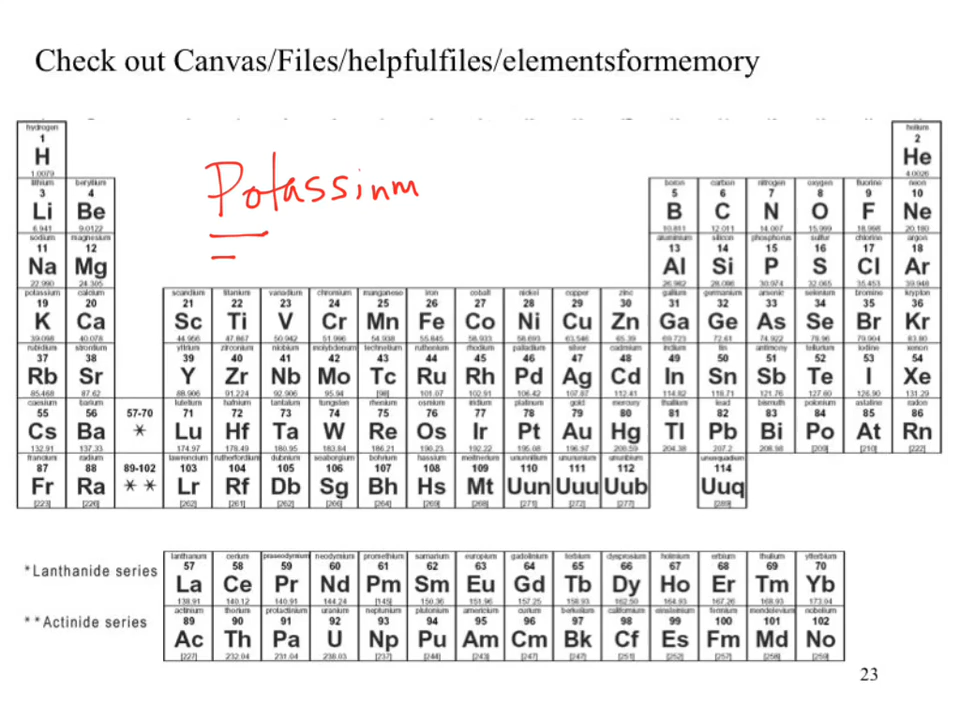 Check out Canvas/Files/helpfulfiles/elementsformemory
Potassium
hydrogen helium
1 2
H He
1.0079 4.0026
lithium beryllium boron carbon nitrogen oxygen fluorine neon
3 4 5 6 7 8 9 10
Li Be B C N O F Ne
6.941 9.0122 10.811 12.011 14.007 15.999 18.998 20.180
sodium magnesium aluminium silicon phosphorus sulfur chlorine argon
11 12 13 14 15 16 17 18
Na Mg Al Si P S Cl Ar
22.990 24.305 26.982 28.086 30.974 32.065 35.453 39.948
potassium calcium scandium titanium vanadium chromium manganese iron cobalt nickel copper zinc gallium germanium arsenic selenium bromine krypton
19 20 21 22 23 24 25 26 27 28 29 30 31 32 33 34 35 36
K Ca Sc Ti V Cr Mn Fe Co Ni Cu Zn Ga Ge As Se Br Kr
39.098 40.078 44.956 47.867 50.942 51.996 54.938 55.845 58.933 58.693 63.546 65.39 69.723 72.61 74.922 78.96 79.904 83.80
rubidium strontium yttrium zirconium niobium molybdenum technetium ruthenium rhodium palladium silver cadmium indium tin antimony tellurium iodine xenon
37 38 39 40 41 42 43 44 45 46 47 48 49 50 51 52 53 54
Rb Sr Y Zr Nb Mo Tc Ru Rh Pd Ag Cd In Sn Sb Te I Xe
85.468 87.62 88.906 91.224 92.906 95.94 [98] 101.07 102.91 106.42 107.87 112.41 114.82 118.71 121.76 127.60 126.90 131.29
caesium barium lutetium hafnium tantalum tungsten rhenium osmium iridium platinum gold mercury thallium lead bismuth polonium astatine radon
55 56 57-70 71 72 73 74 75 76 77 78 79 80 81 82 83 84 85 86
Cs Ba * Lu Hf Ta W Re Os Ir Pt Au Hg Tl Pb Bi Po At Rn
132.91 137.33 174.97 178.49 180.95 183.84 186.21 190.23 192.22 195.08 196.97 200.59 204.38 207.2 208.98 [209] [210] [222]
francium radium lawrencium rutherfordium dubnium seaborgium bohrium hassium meitnerium ununnilium unununium ununbium ununquadium
87 88 89-102 103 104 105 106 107 108 109 110 111 112 114
Fr Ra * * Lr Rf Db Sg Bh Hs Mt Uun Uuu Uub Uuq
[223] [226] [262] [261] [262] [266] [264] [269] [268] [271] [272] [277] [289]
lanthanum cerium praseodymium neodymium promethium samarium europium gadolinium terbium dysprosium holmium erbium thulium ytterbium
*Lanthanide series 57 58 59 60 61 62 63 64 65 66 67 68 69 70
La Ce Pr Nd Pm Sm Eu Gd Tb Dy Ho Er Tm Yb
138.91 140.12 140.91 144.24 [145] 150.36 151.96 157.25 158.93 162.50 164.93 167.26 168.93 173.04
actinium thorium protactinium uranium neptunium plutonium americium curium berkelium californium einsteinium fermium mendelevium nobelium
**Actinide series 89 90 91 92 93 94 95 96 97 98 99 100 101 102
Ac Th Pa U Np Pu Am Cm Bk Cf Es Fm Md No
[227] 232.04 231.04 238.03 [237] [244] [243] [247] [247] [251] [252] [257] [258] [259]
23